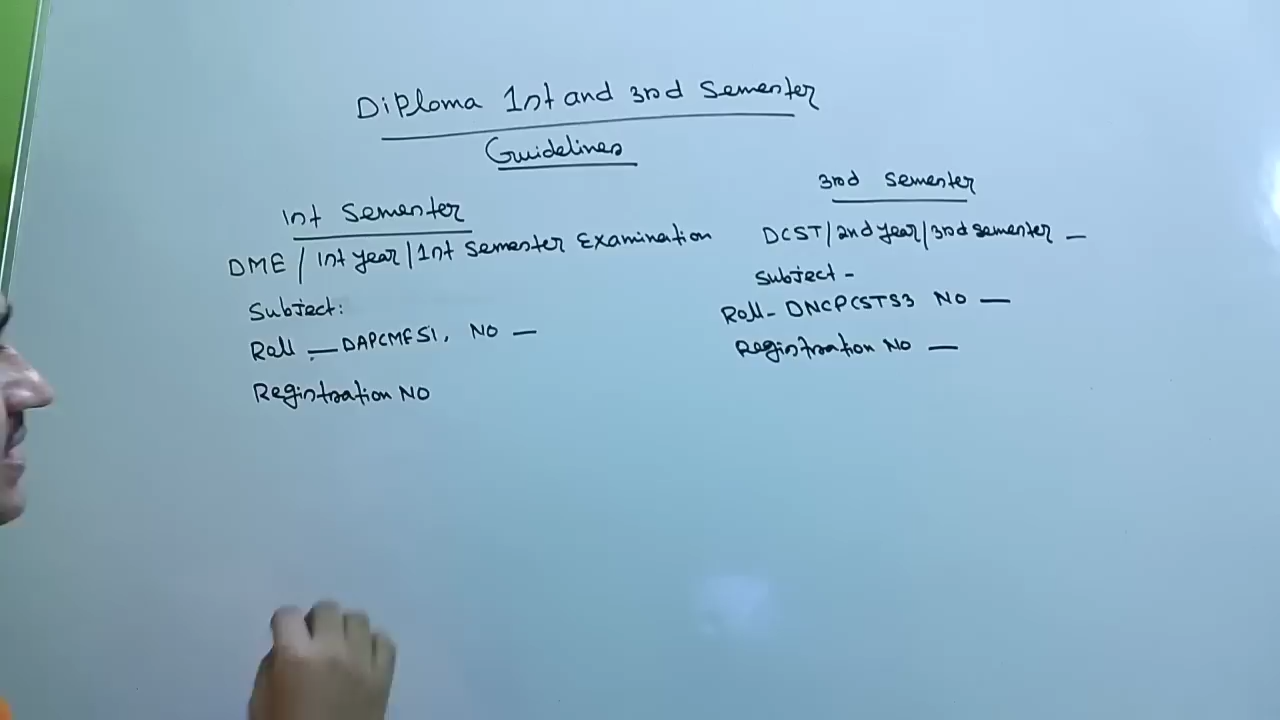 Diploma 1st and 3rd Semester
Guidelines
1st Semester
DME / 1st year / 1st Semester Examination
Subject:
Roll — DAPCMES1, NO —
Registration NO
3rd Semester
DCST / 2nd year / 3rd semester —
Subject -
Roll - DNCPCSTS3 NO —
Registration No —